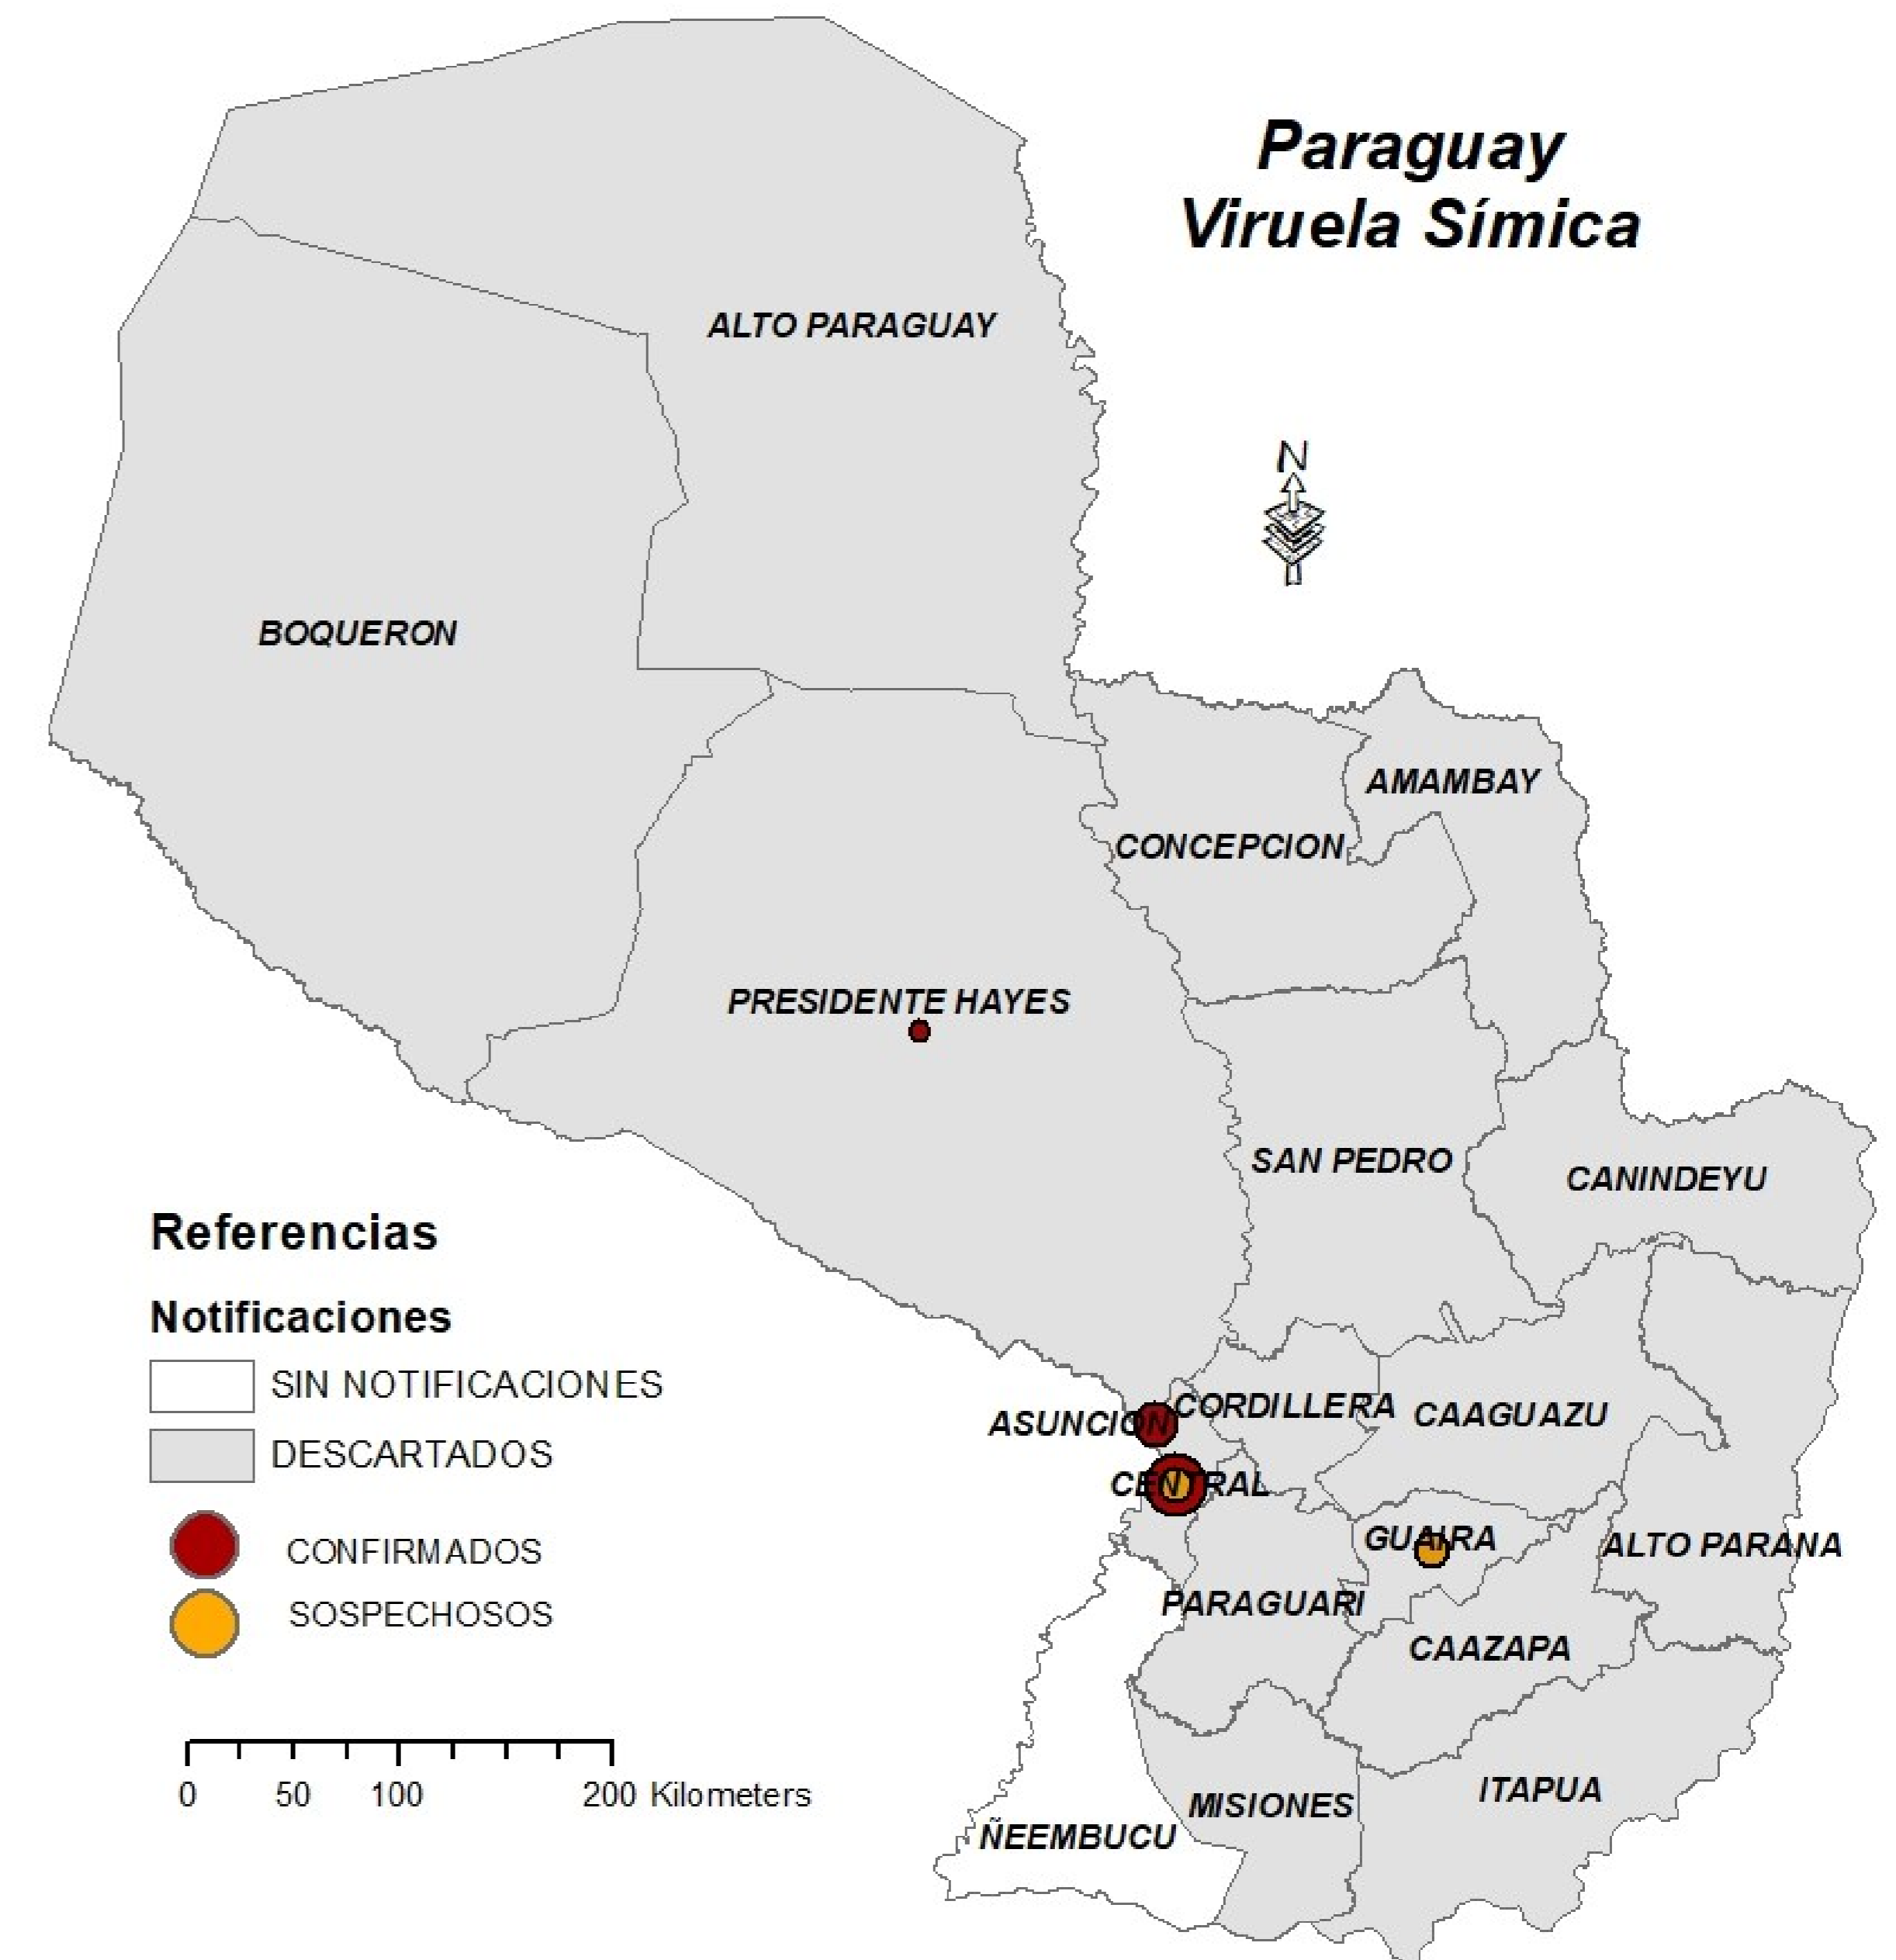 Paraguay
Viruela Símica
ALTO PARAGUAY
N
BOQUERON
AMAMBAY
CONCEPCION
PRESIDENTE HAYES
SAN PEDRO
CANINDEYU
Referencias
Notificaciones
SIN NOTIFICACIONES
DESCARTADOS
CONFIRMADOS
SOSPECHOSOS
0 50 100 200 Kilometers
ASUNCION
CORDILLERA
CAAGUAZU
CENTRAL
GUAIRA
ALTO PARANA
PARAGUARI
CAAZAPA
ITAPUA
MISIONES
ÑEEMBUCU